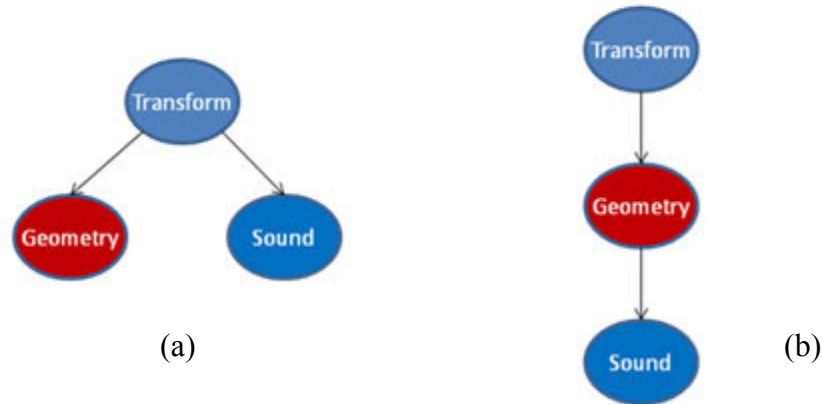 Transform
Geometry
Sound
(a)
Transform
Geometry
Sound
(b)